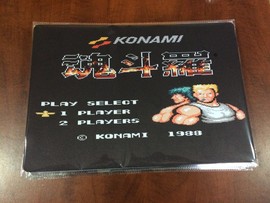 KONAMI
魂斗羅
PLAY SELECT
1 PLAYER
2 PLAYERS
© KONAMI 1988